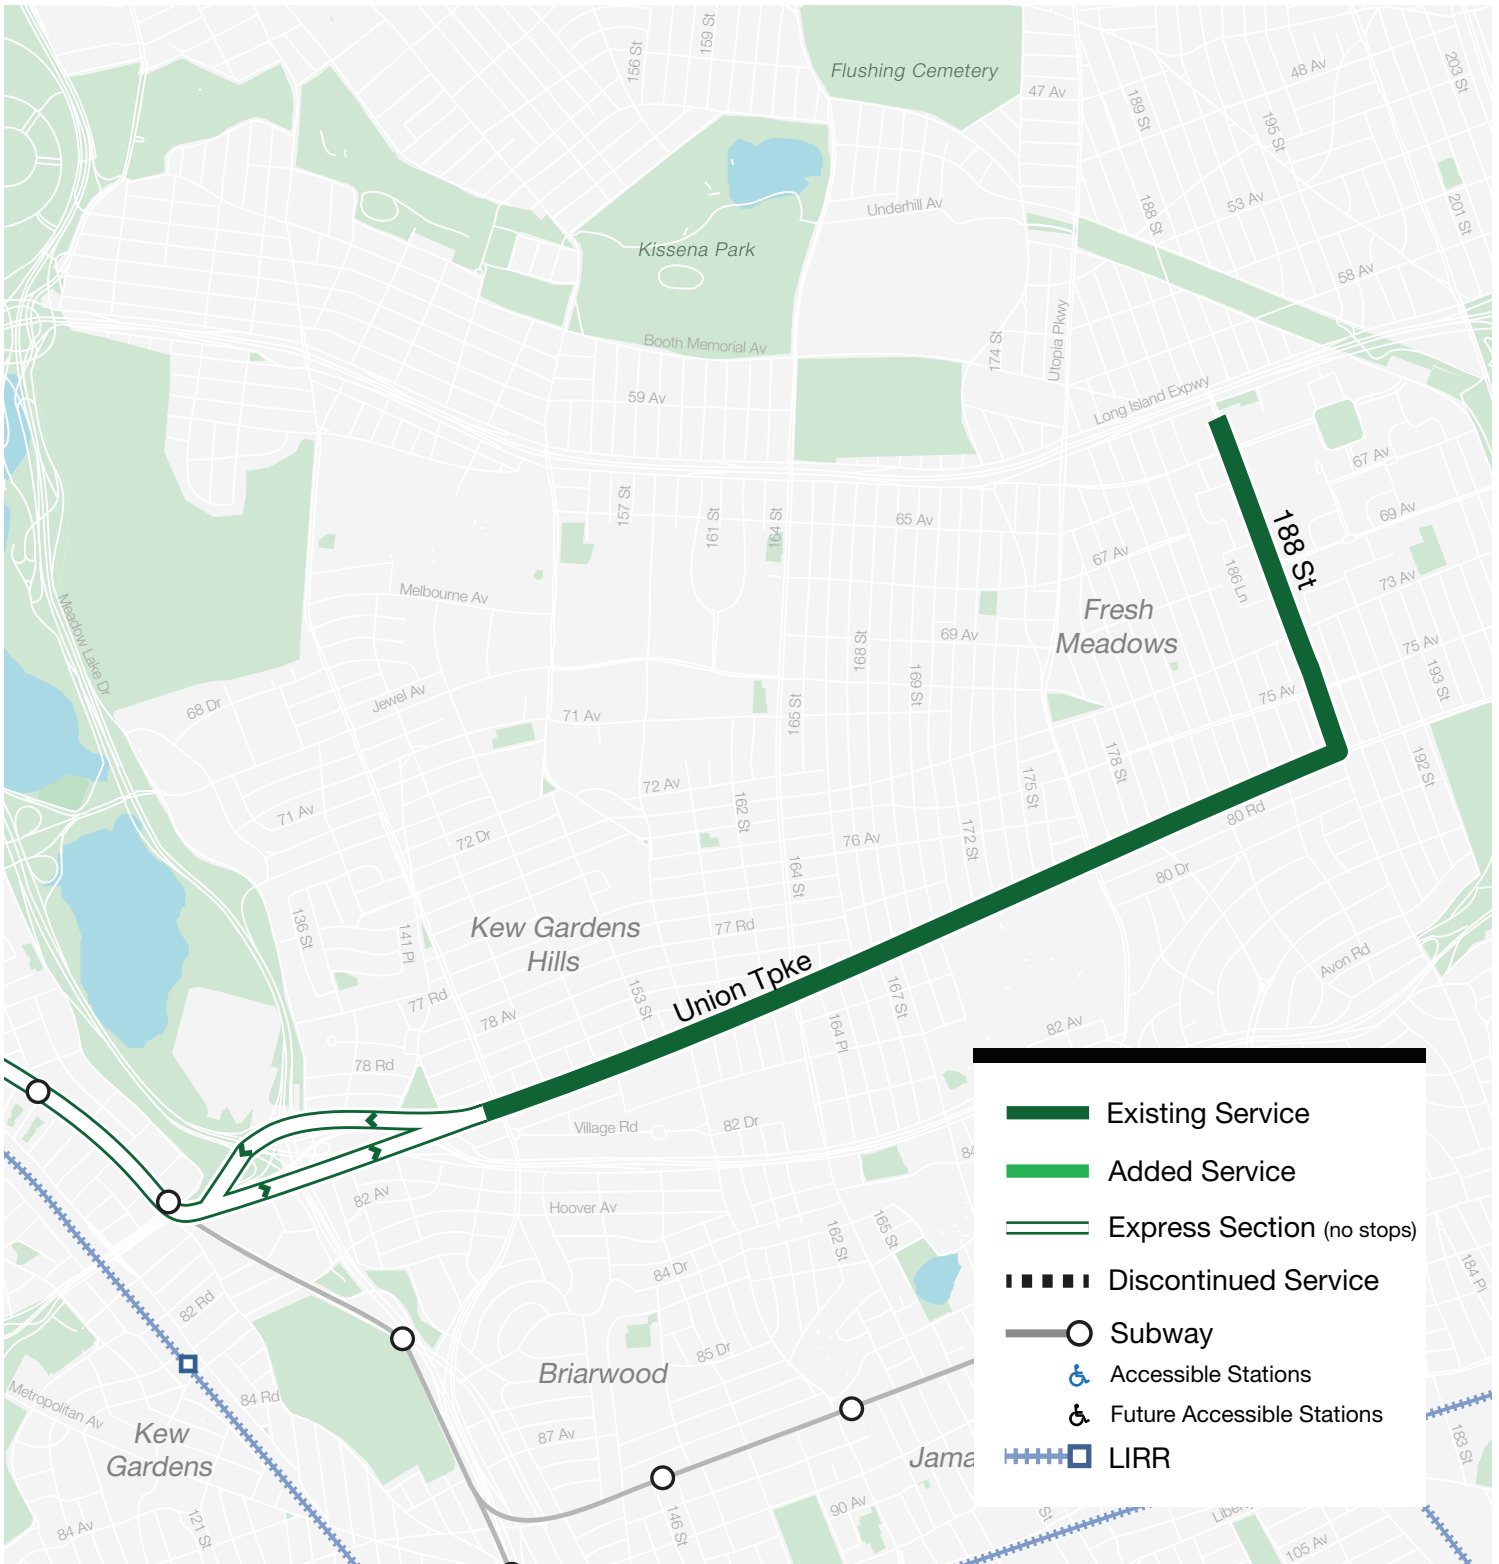 159 St
156 St
Flushing Cemetery
48 Av
203 St
47 Av
189 St
195 St
188 St
53 Av
201 St
Underhill Av
Kissena Park
58 Av
Booth Memorial Av
174 St
Utopia Pkwy
Long Island Expwy
59 Av
67 Av
157 St
161 St
164 St
65 Av
188 St
69 Av
67 Av
186 Ln
73 Av
Melbourne Av
Fresh
Meadows
Meadow Lake Dr
168 St
69 Av
75 Av
193 St
169 St
68 Dr
Jewel Av
71 Av
165 St
75 Av
178 St
192 St
72 Av
175 St
71 Av
162 St
80 Rd
72 Dr
76 Av
172 St
164 St
80 Dr
136 St
141 Pl
Kew Gardens
Hills
77 Rd
Union Tpke
Avon Rd
77 Rd
153 St
167 St
78 Av
164 Pl
82 Av
78 Rd
Village Rd
82 Dr
84
82 Av
Hoover Av
162 St
165 St
84 Dr
184 Pl
82 Rd
85 Dr
Briarwood
Metropolitan Av
84 Rd
Kew
Gardens
87 Av
Jama
183 St
84 Av
121 St
146 St
90 Av
St
Liber
105 Av
Existing Service
Added Service
Express Section (no stops)
Discontinued Service
Subway
Accessible Stations
Future Accessible Stations
LIRR